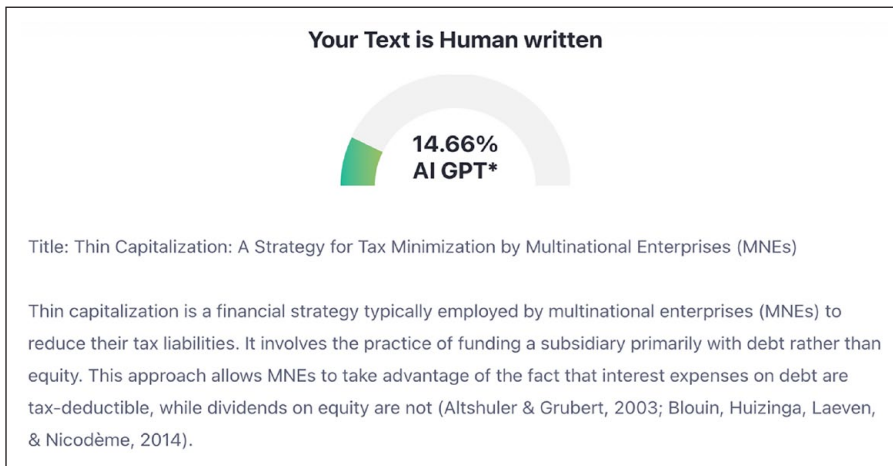 Your Text is Human written
14.66%
AI GPT*
Title: Thin Capitalization: A Strategy for Tax Minimization by Multinational Enterprises (MNEs)
Thin capitalization is a financial strategy typically employed by multinational enterprises (MNEs) to
reduce their tax liabilities. It involves the practice of funding a subsidiary primarily with debt rather than
equity. This approach allows MNEs to take advantage of the fact that interest expenses on debt are
tax-deductible, while dividends on equity are not (Altshuler & Grubert, 2003; Blouin, Huizinga, Laeven,
& Nicodème, 2014).